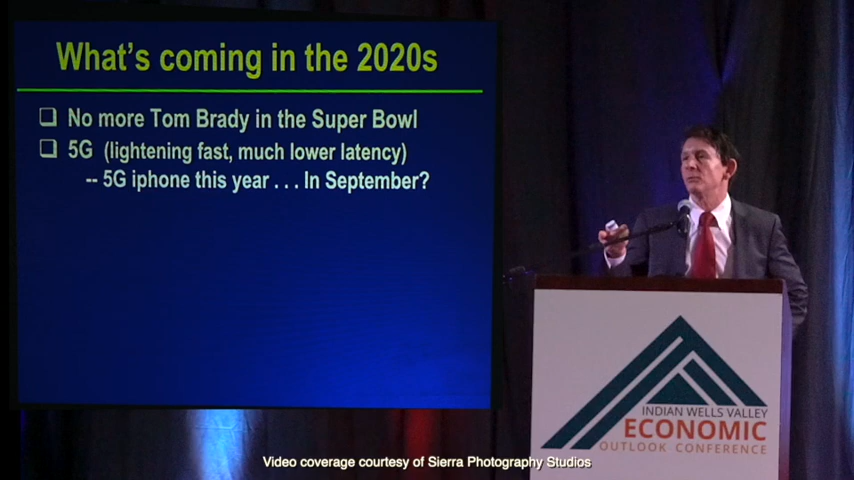 What's coming in the 2020s
❑ No more Tom Brady in the Super Bowl
❑ 5G (lightening fast, much lower latency)
-- 5G iphone this year . . . In September?
INDIAN WELLS VALLEY
ECONOMIC
OUTLOOK CONFERENCE
Video coverage courtesy of Sierra Photography Studios